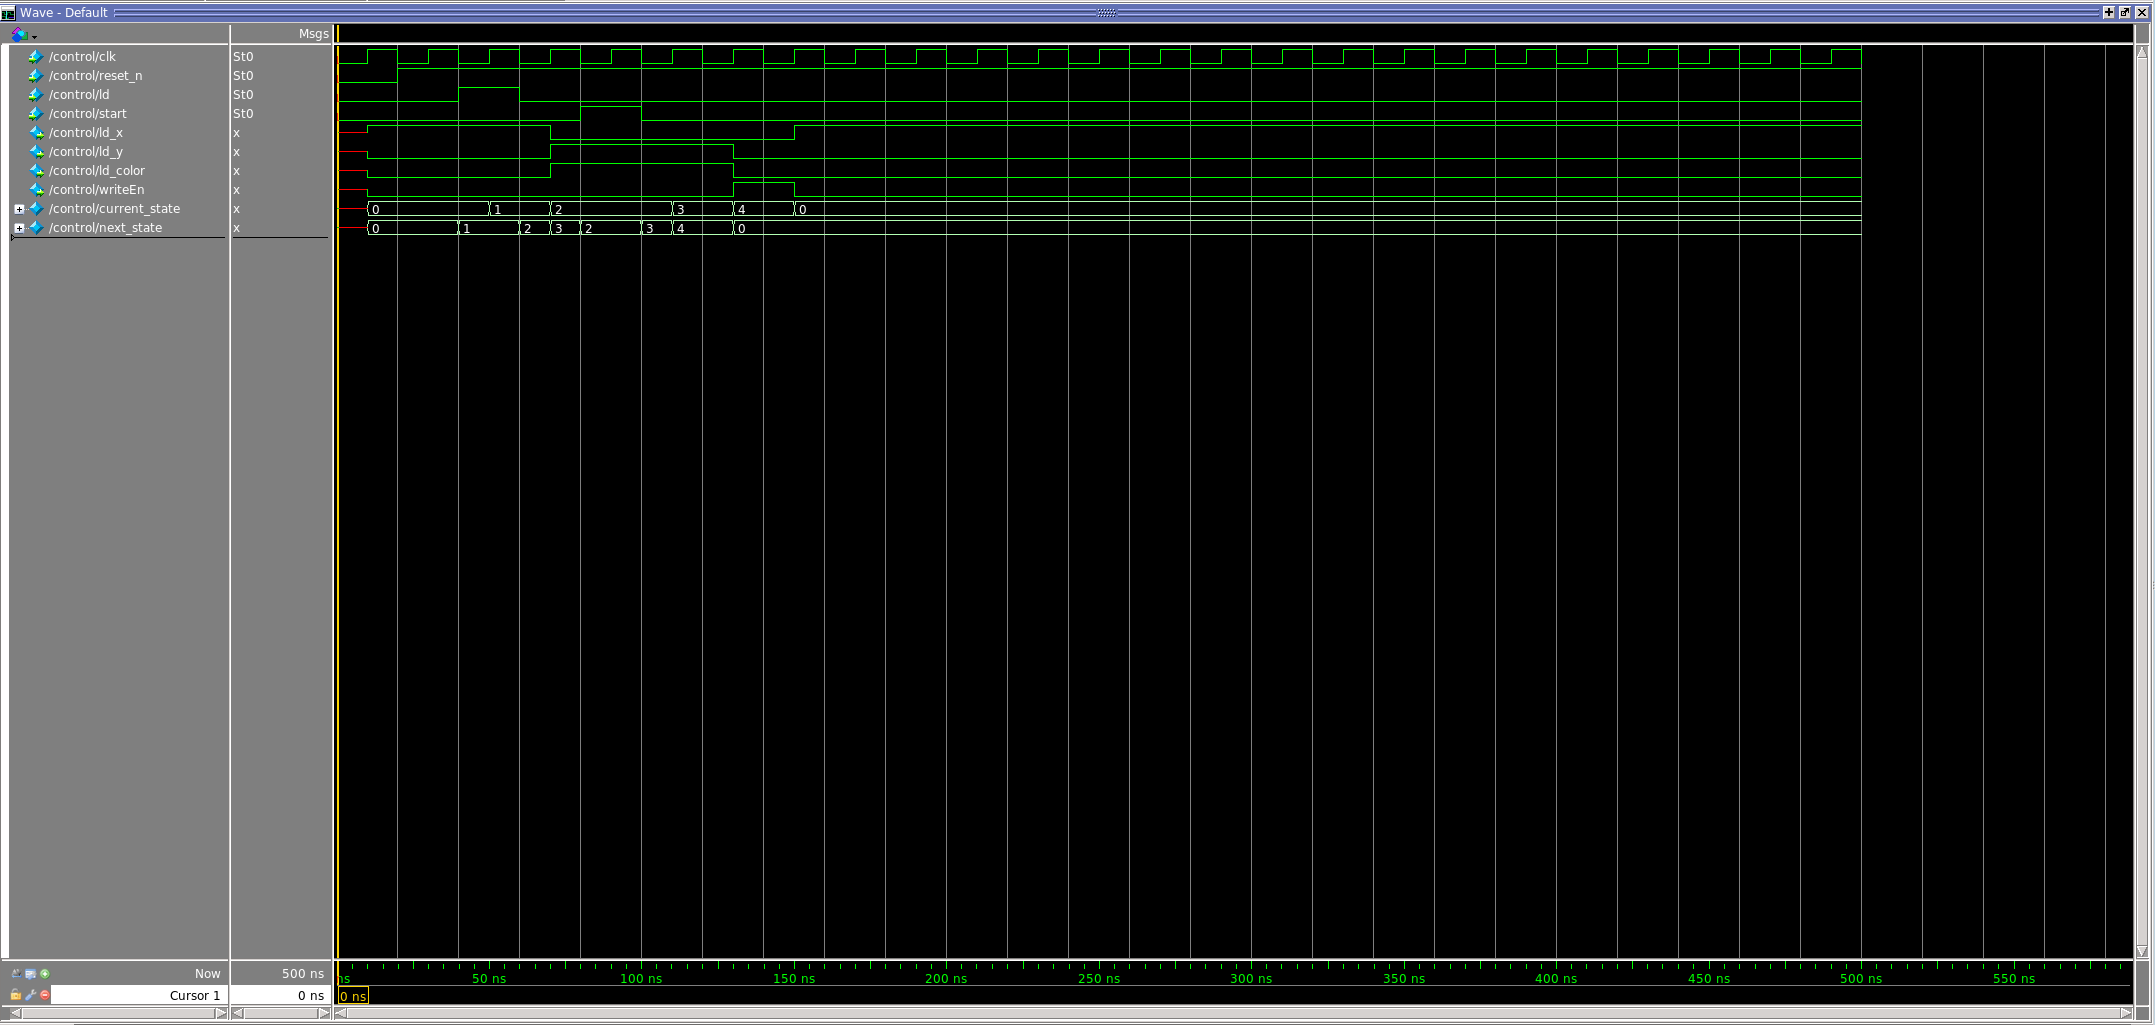 Wave - Default
Msgs
/control/clk St0
/control/reset_n St0
/control/ld St0
/control/start St0
/control/ld_x x
/control/ld_y x
/control/ld_color x
/control/writeEn x
/control/current_state x 0 1 2 3 4 0
/control/next_state x 0 1 2 3 2 3 4 0
Now 500 ns ns 50 ns 100 ns 150 ns 200 ns 250 ns 300 ns 350 ns 400 ns 450 ns 500 ns 550 ns
Cursor 1 0 ns 0 ns